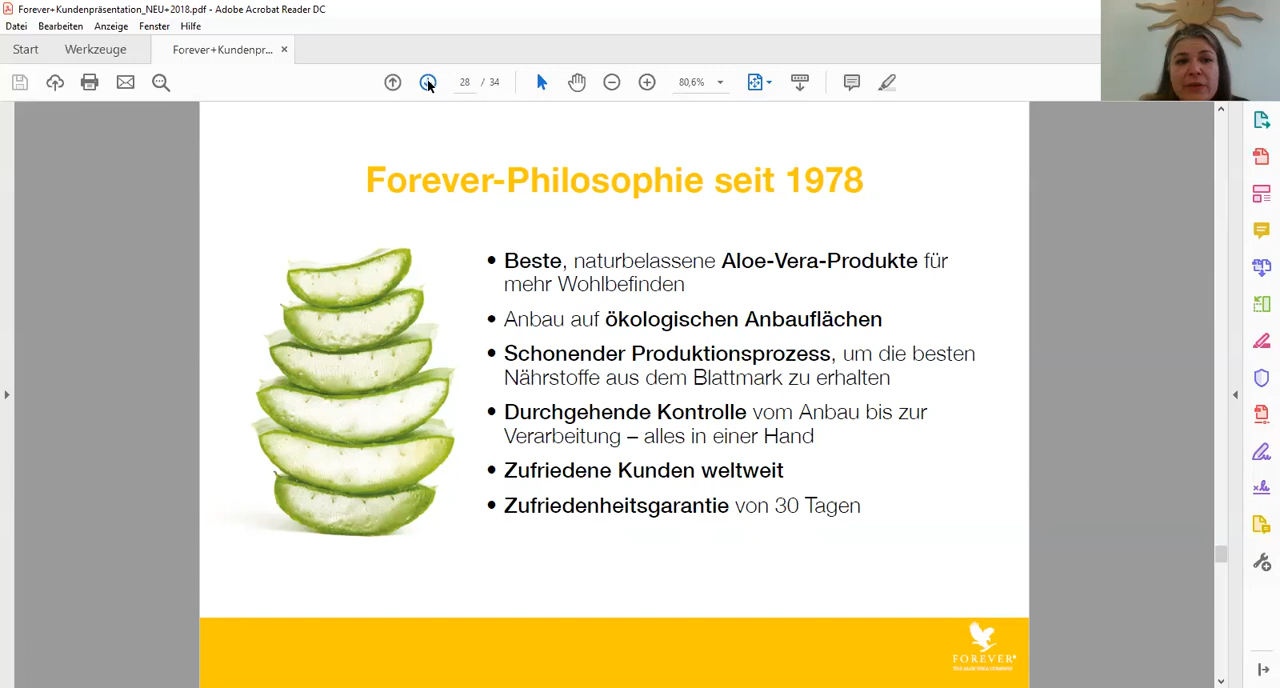 Forever+Kundenpräsentation_NEU+2018.pdf - Adobe Acrobat Reader DC
Datei Bearbeiten Anzeige Fenster Hilfe
Start Werkzeuge Forever+Kundenpr... ×
28 / 34 80,6%
Forever-Philosophie seit 1978
• Beste, naturbelassene Aloe-Vera-Produkte für
mehr Wohlbefinden
• Anbau auf ökologischen Anbauflächen
• Schonender Produktionsprozess, um die besten
Nährstoffe aus dem Blattmark zu erhalten
• Durchgehende Kontrolle vom Anbau bis zur
Verarbeitung – alles in einer Hand
• Zufriedene Kunden weltweit
• Zufriedenheitsgarantie von 30 Tagen
FOREVER